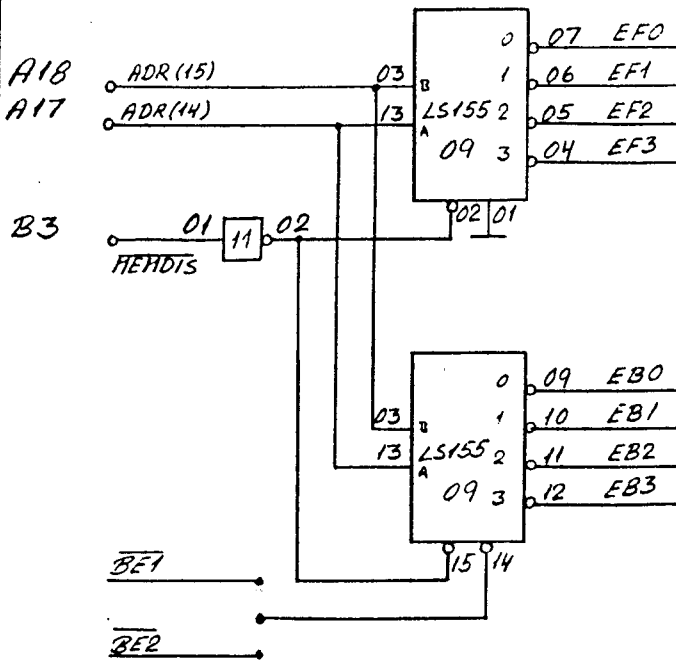 0 07 EF0
A18 ADR(15) 03 B 1 06 EF1
A17 ADR(14) 13 A LS155 2 05 EF2
09 3 04 EF3
02 01
B3 01 11 02
MEMDIS
0 09 EB0
03 B 1 10 EB1
13 A LS155 2 11 EB2
09 3 12 EB3
15 14
BE1
BE2